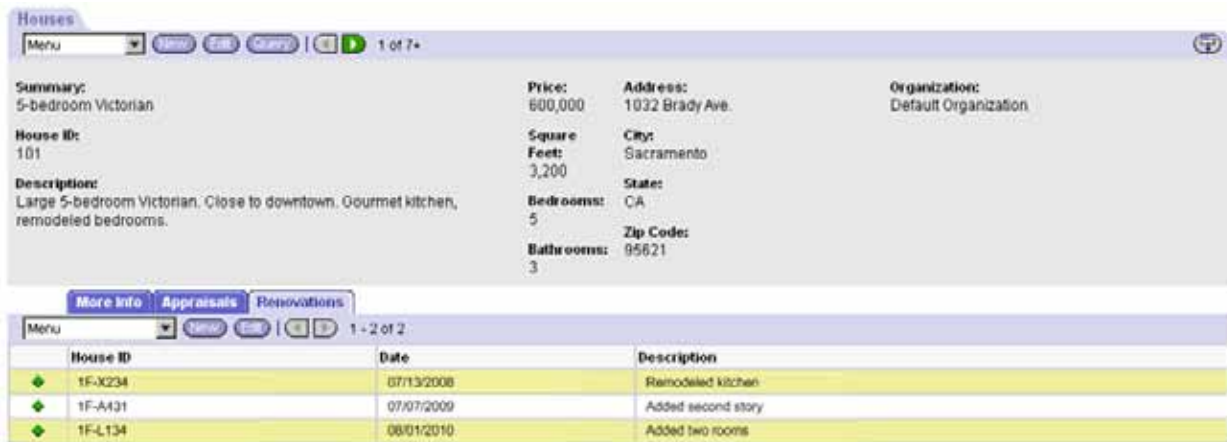 Houses
Menu New Edit Query 1 of 7+
Summary: Price: Address: Organization:
5-bedroom Victorian 600,000 1032 Brady Ave. Default Organization
House ID: Square Feet: City:
101 3,200 Sacramento
Description: State:
Large 5-bedroom Victorian. Close to downtown. Gourmet kitchen, Bedrooms: CA
remodeled bedrooms. 5 Zip Code:
Bathrooms: 95621
3
More Info Appraisals Renovations
Menu New Edit 1 - 2 of 2
House ID Date Description
1F-X234 07/13/2008 Remodeled kitchen
1F-A431 07/07/2009 Added second story
1F-L134 08/01/2010 Added two rooms